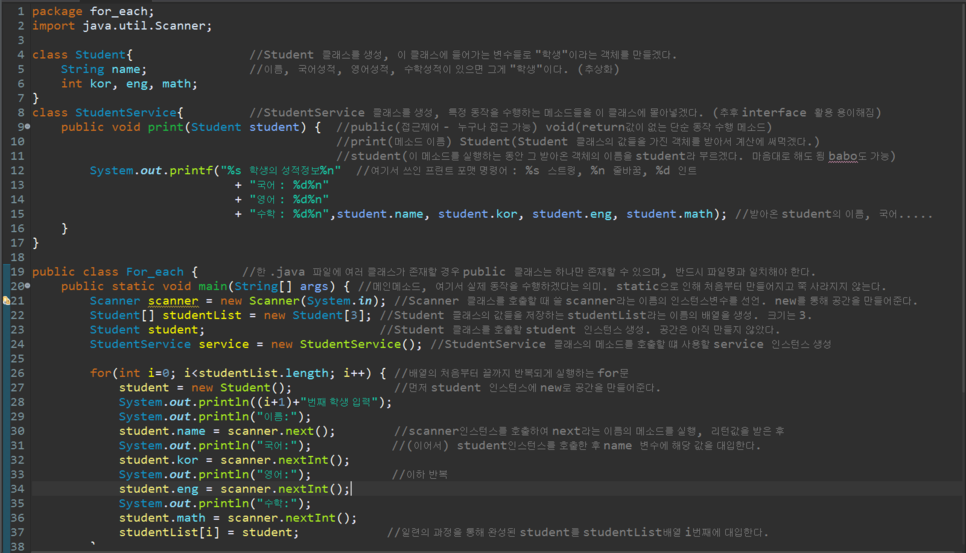 1 package for_each;
2 import java.util.Scanner;
3
4 class Student{ //Student 클래스를 생성, 이 클래스에 들어가는 변수들로 "학생"이라는 객체를 만들겠다.
5 String name; //이름, 국어성적, 영어성적, 수학성적이 있으면 그게 "학생"이다. (추상화)
6 int kor, eng, math;
7 }
8 class StudentService{ //StudentService 클래스를 생성, 특정 동작을 수행하는 메소드들을 이 클래스에 몰아넣겠다. (추후 interface 활용 용이해짐)
9 public void print(Student student) { //public(접근제어 - 누구나 접근 가능) void(return값이 없는 단순 동작 수행 메소드)
10 //print(메소드 이름) Student(Student 클래스의 값들을 가진 객체를 받아서 계산에 써먹겠다.)
11 //student(이 메소드를 실행하는 동안 그 받아온 객체의 이름을 student라 부르겠다. 마음대로 해도 됨 babo도 가능)
12 System.out.printf("%s 학생의 성적정보%n" //여기서 쓰인 프린트 포맷 명령어 : %s 스트링, %n 줄바꿈, %d 인트
13 + "국어 : %d%n"
14 + "영어 : %d%n"
15 + "수학 : %d%n",student.name, student.kor, student.eng, student.math); //받아온 student의 이름, 국어.....
16 }
17 }
18
19 public class For_each { //한 .java 파일에 여러 클래스가 존재할 경우 public 클래스는 하나만 존재할 수 있으며, 반드시 파일명과 일치해야 한다.
20 public static void main(String[] args) { //메인메소드, 여기서 실제 동작을 수행하겠다는 의미. static으로 인해 처음부터 만들어지고 쭉 사라지지 않는다.
21 Scanner scanner = new Scanner(System.in); //Scanner 클래스를 호출할 때 쓸 scanner라는 이름의 인스턴스변수를 선언. new를 통해 공간을 만들어준다.
22 Student[] studentList = new Student[3]; //Student 클래스의 값들을 저장하는 studentList라는 이름의 배열을 생성. 크기는 3.
23 Student student; //Student 클래스를 호출할 student 인스턴스 생성. 공간은 아직 만들지 않았다.
24 StudentService service = new StudentService(); //StudentService 클래스의 메소드를 호출할 떄 사용할 service 인스턴스 생성
25
26 for(int i=0; i<studentList.length; i++) { //배열의 처음부터 끝까지 반복되게 실행하는 for문
27 student = new Student(); //먼저 student 인스턴스에 new로 공간을 만들어준다.
28 System.out.println((i+1)+"번째 학생 입력");
29 System.out.println("이름:");
30 student.name = scanner.next(); //scanner인스턴스를 호출하여 next라는 이름의 메소드를 실행, 리턴값을 받은 후
31 System.out.println("국어:"); //(이어서) student인스턴스를 호출한 후 name 변수에 해당 값을 대입한다.
32 student.kor = scanner.nextInt();
33 System.out.println("영어:"); //이하 반복
34 student.eng = scanner.nextInt();
35 System.out.println("수학:");
36 student.math = scanner.nextInt();
37 studentList[i] = student; //일련의 과정을 통해 완성된 student를 studentList배열 i번째에 대입한다.
38